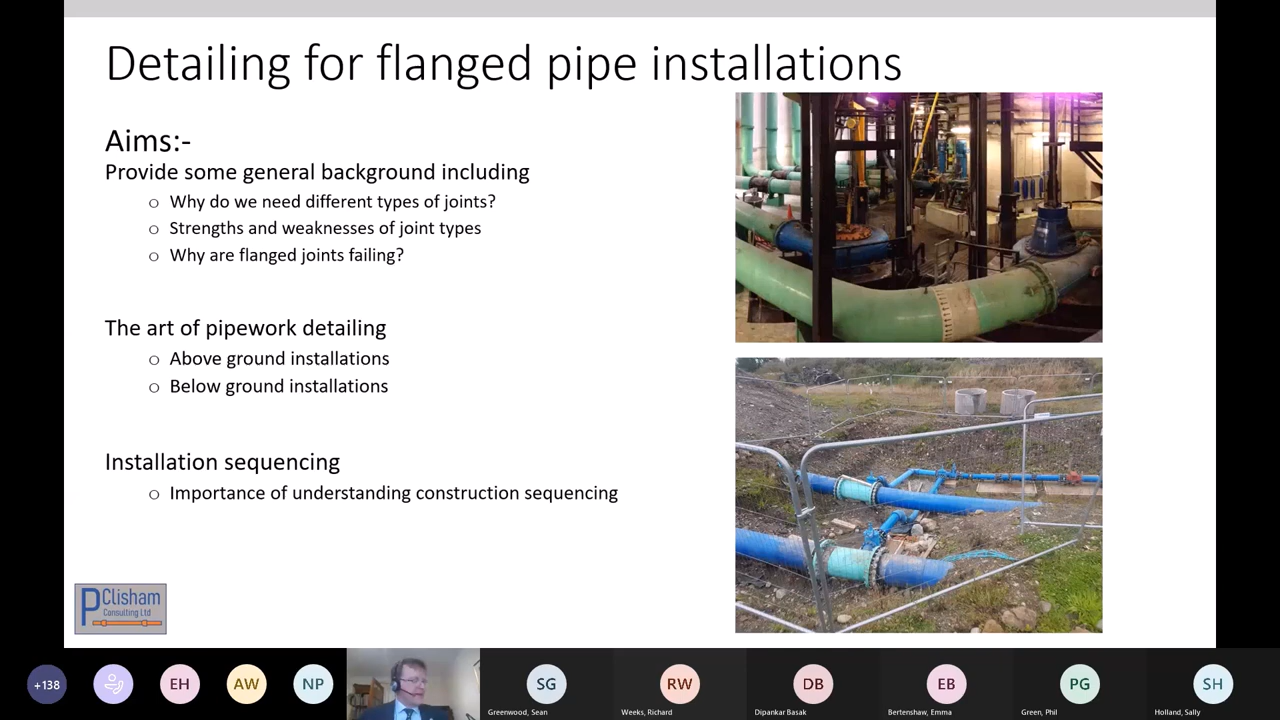 Detailing for flanged pipe installations
Aims:-
Provide some general background including
Why do we need different types of joints?
Strengths and weaknesses of joint types
Why are flanged joints failing?
The art of pipework detailing
Above ground installations
Below ground installations
Installation sequencing
Importance of understanding construction sequencing
P Clisham
Consulting Ltd
+138
EH
AW
NP
SG
RW
DB
EB
PG
SH
Greenwood, Sean
Weeks, Richard
Dipankar Basak
Bertenshaw, Emma
Green, Phil
Holland, Sally